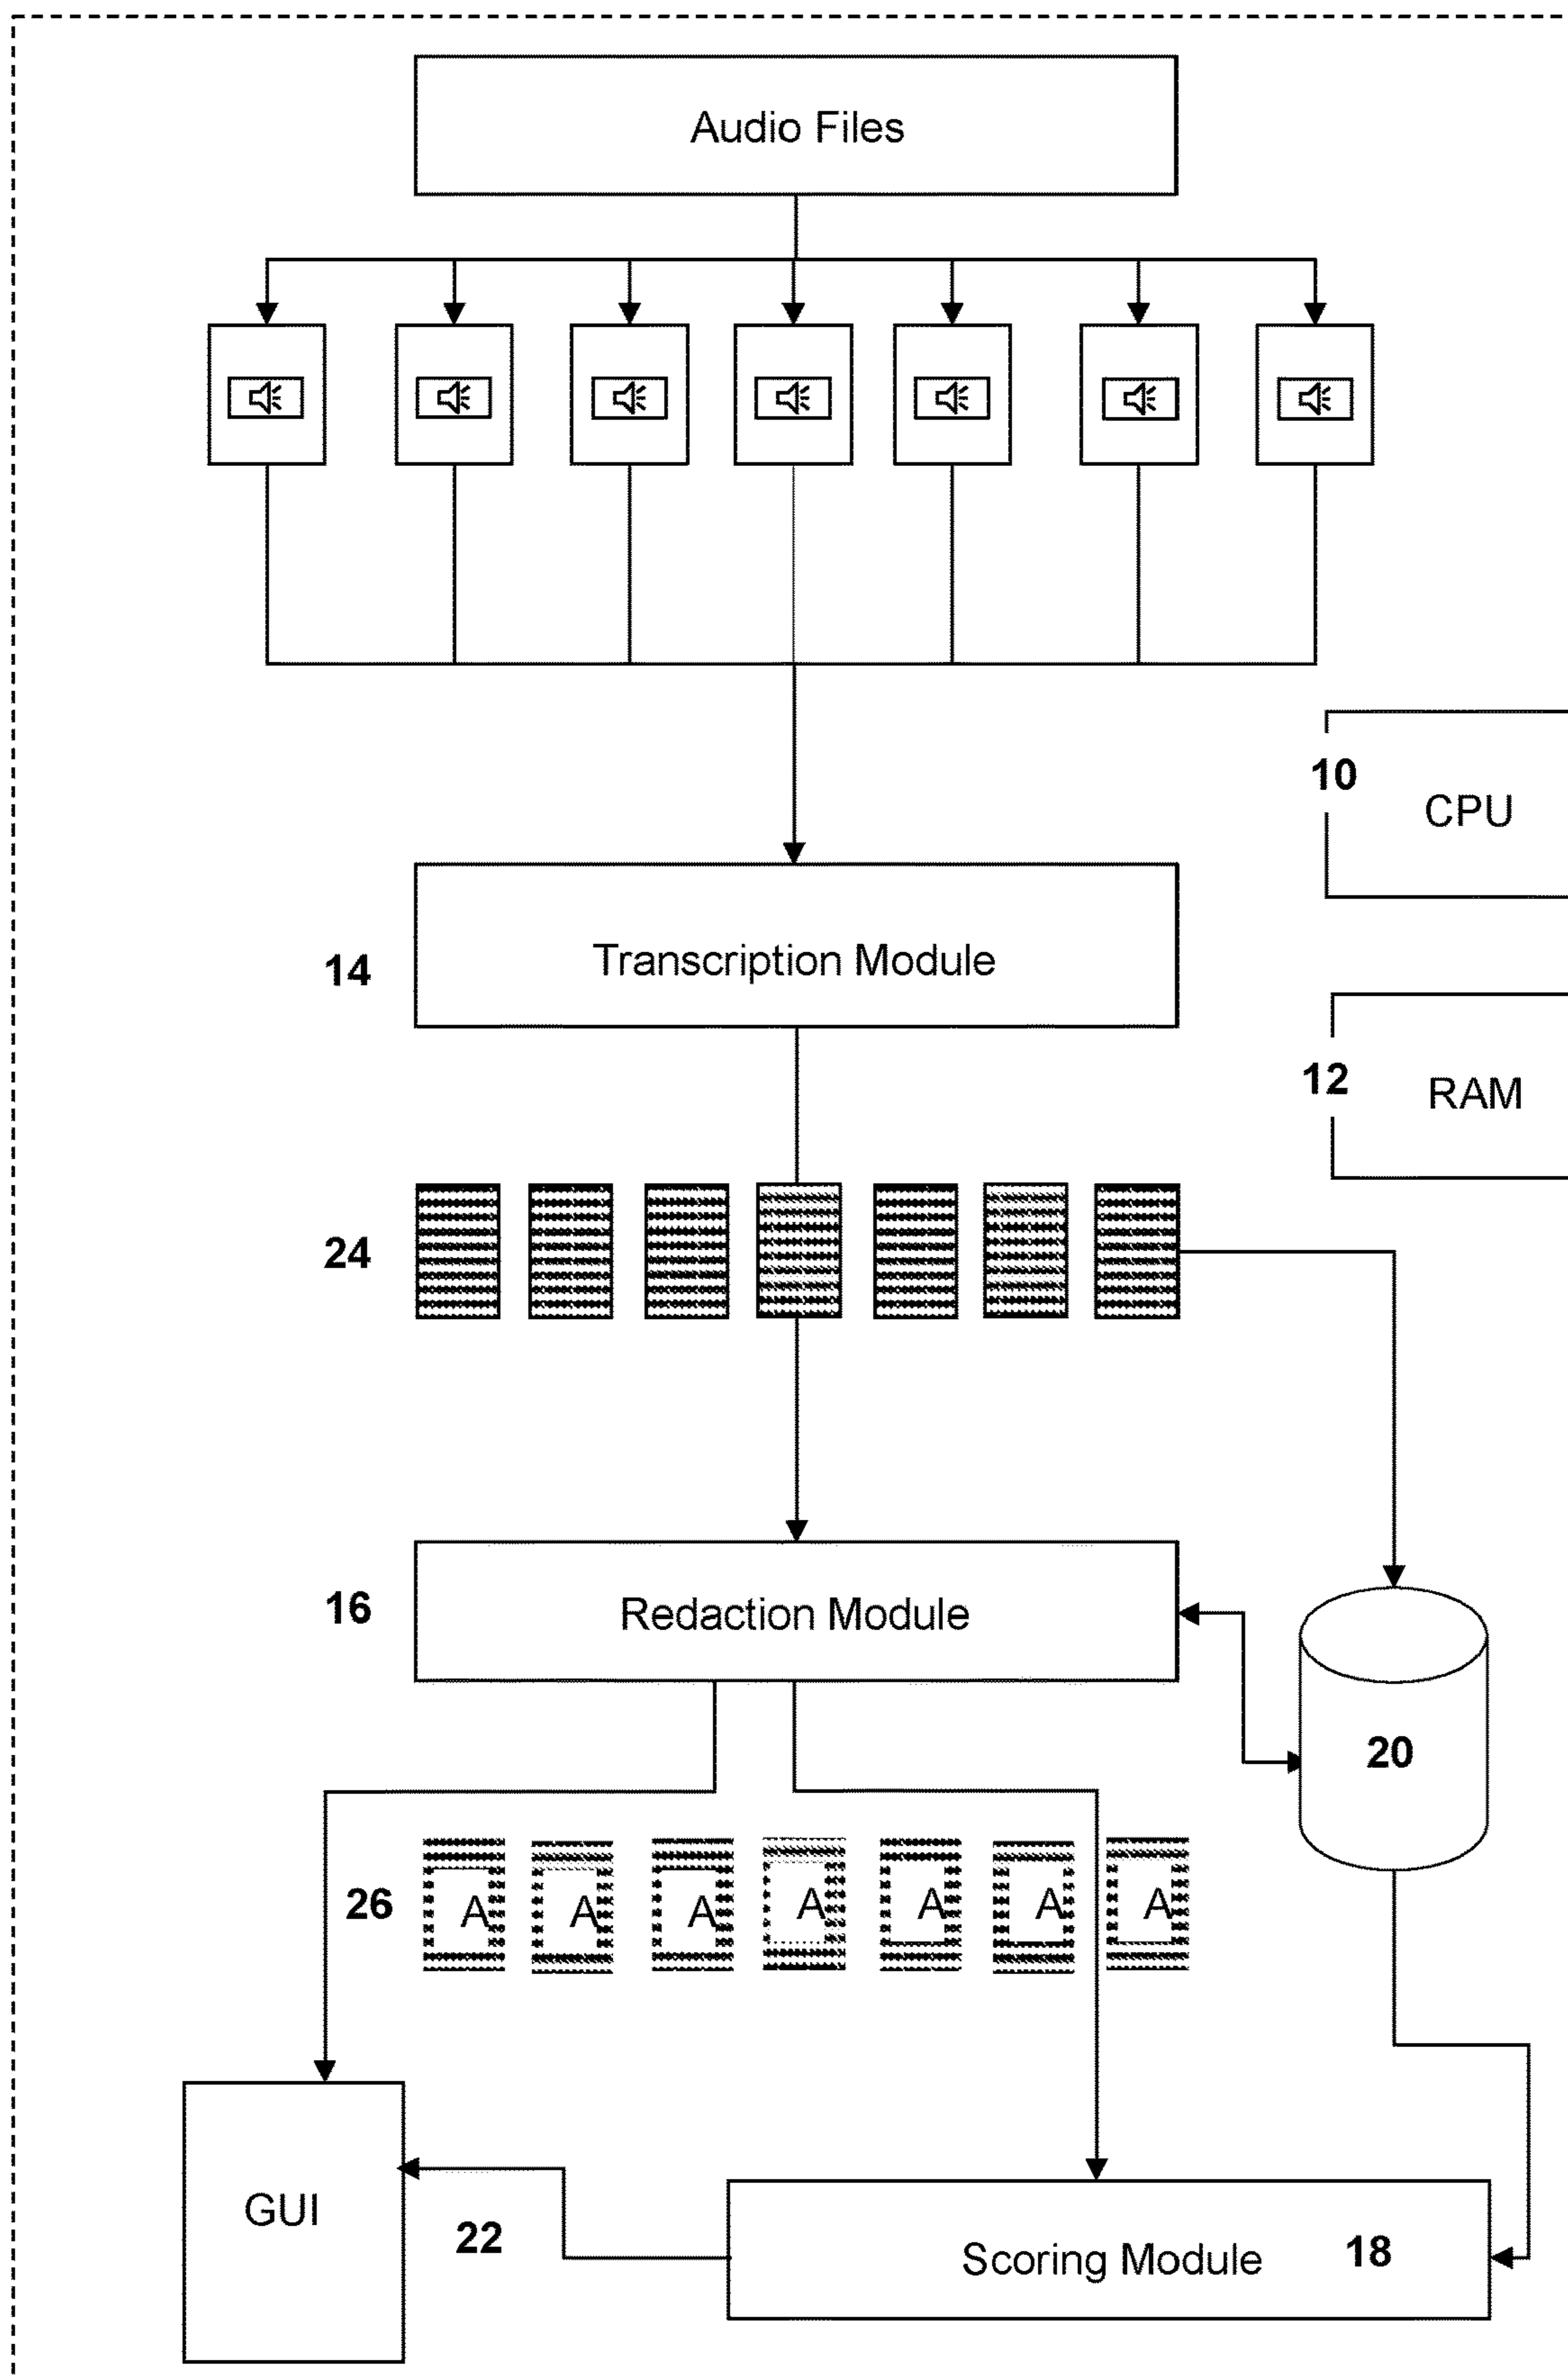 Audio Files
10
CPU
14
Transcription Module
12
RAM
24
16
Redaction Module
20
26
A A A A A A A
GUI
22
Scoring Module 18